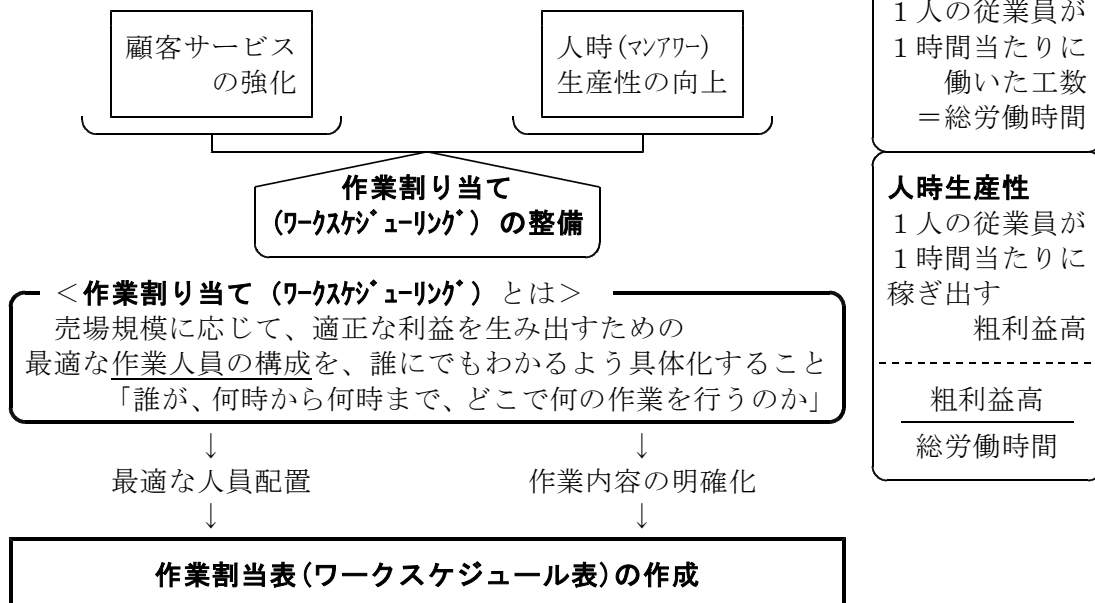 顧客サービス
の強化
人時(ﾏﾝｱﾜｰ)
生産性の向上
作業割り当て
(ﾜｰｸｽｹｼﾞｭｰﾘﾝｸﾞ) の整備
＜作業割り当て (ﾜｰｸｽｹｼﾞｭｰﾘﾝｸﾞ) とは＞
売場規模に応じて、適正な利益を生み出すための
最適な作業人員の構成を、誰にでもわかるよう具体化すること
「誰が、何時から何時まで、どこで何の作業を行うのか」
↓ ↓
最適な人員配置 作業内容の明確化
↓ ↓
作業割当表(ワークスケジュール表)の作成
１人の従業員が
１時間当たりに
働いた工数
＝総労働時間
人時生産性
１人の従業員が
１時間当たりに
稼ぎ出す
粗利益高
粗利益高
総労働時間